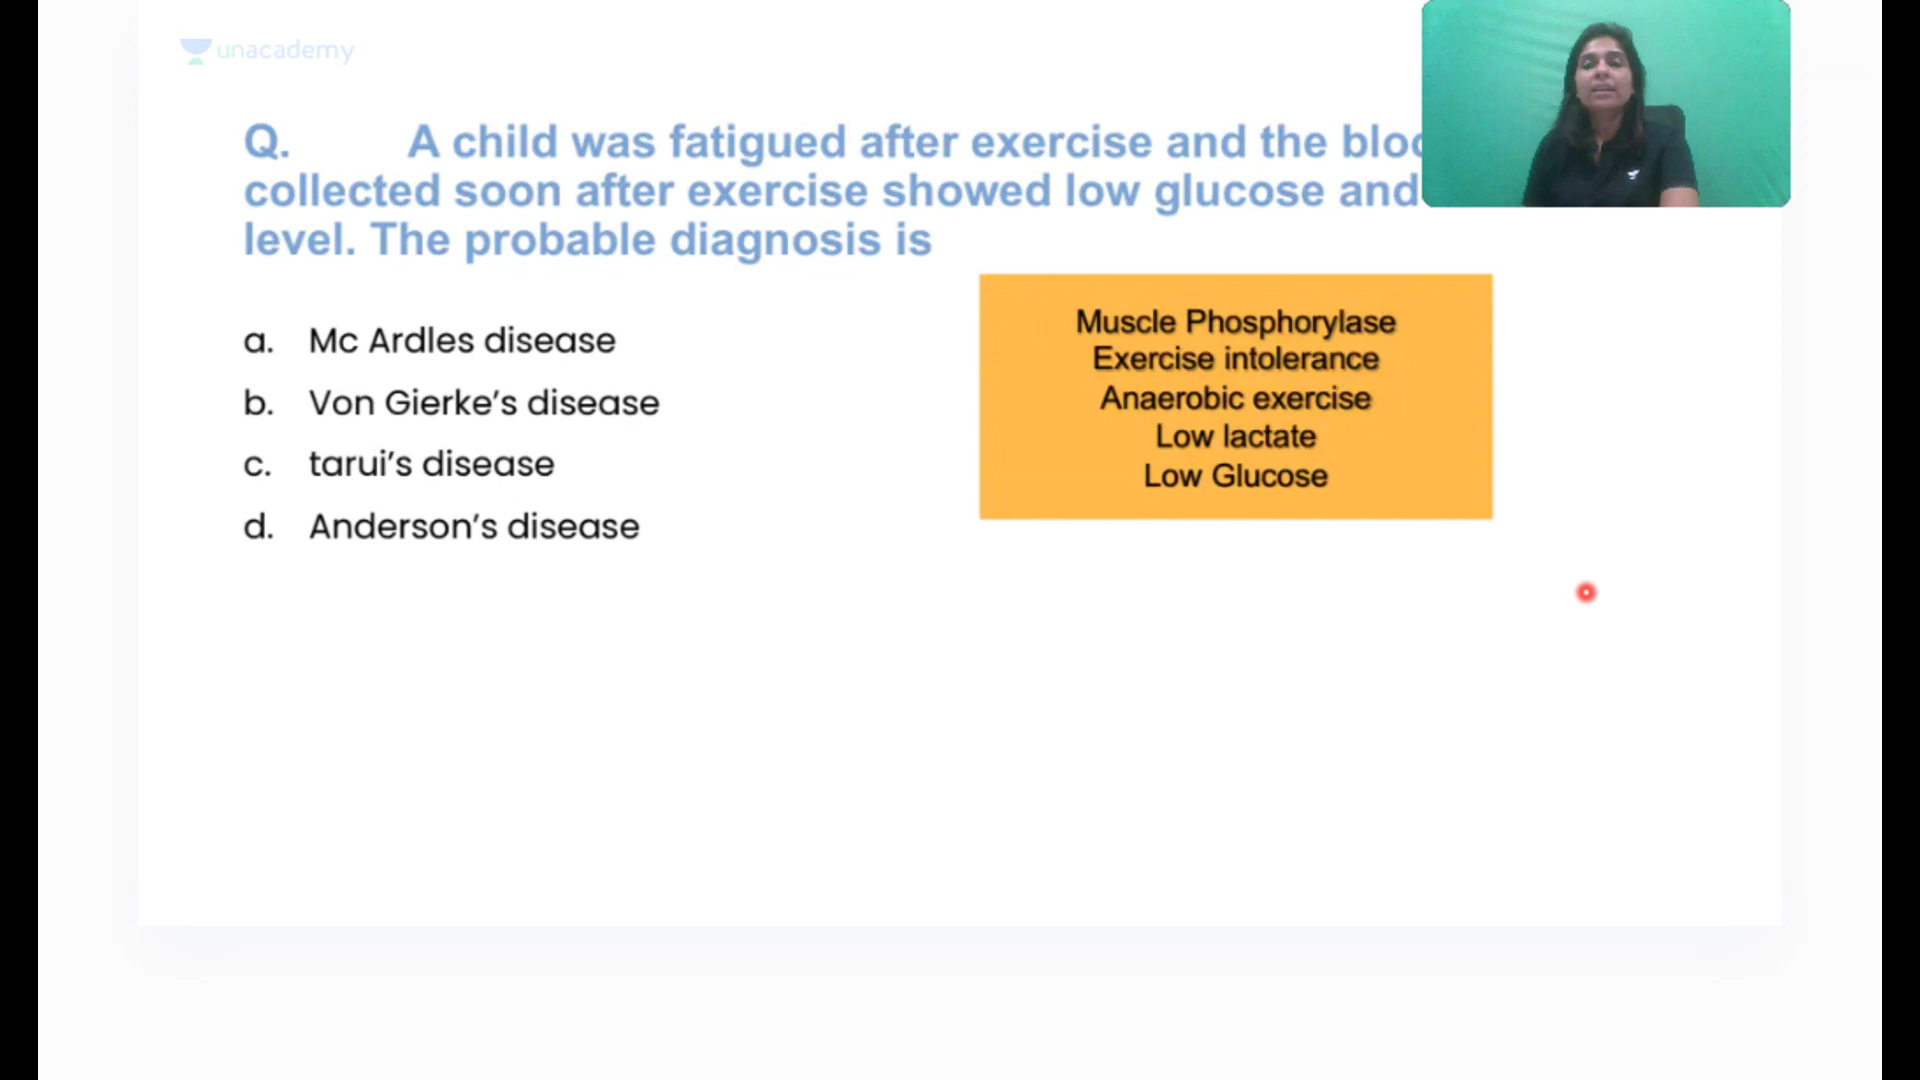 unacademy
Q. A child was fatigued after exercise and the
collected soon after exercise showed low glucose and
level. The probable diagnosis is
a. Mc Ardles disease
b. Von Gierke's disease
c. tarui's disease
d. Anderson's disease
Muscle Phosphorylase
Exercise intolerance
Anaerobic exercise
Low lactate
Low Glucose